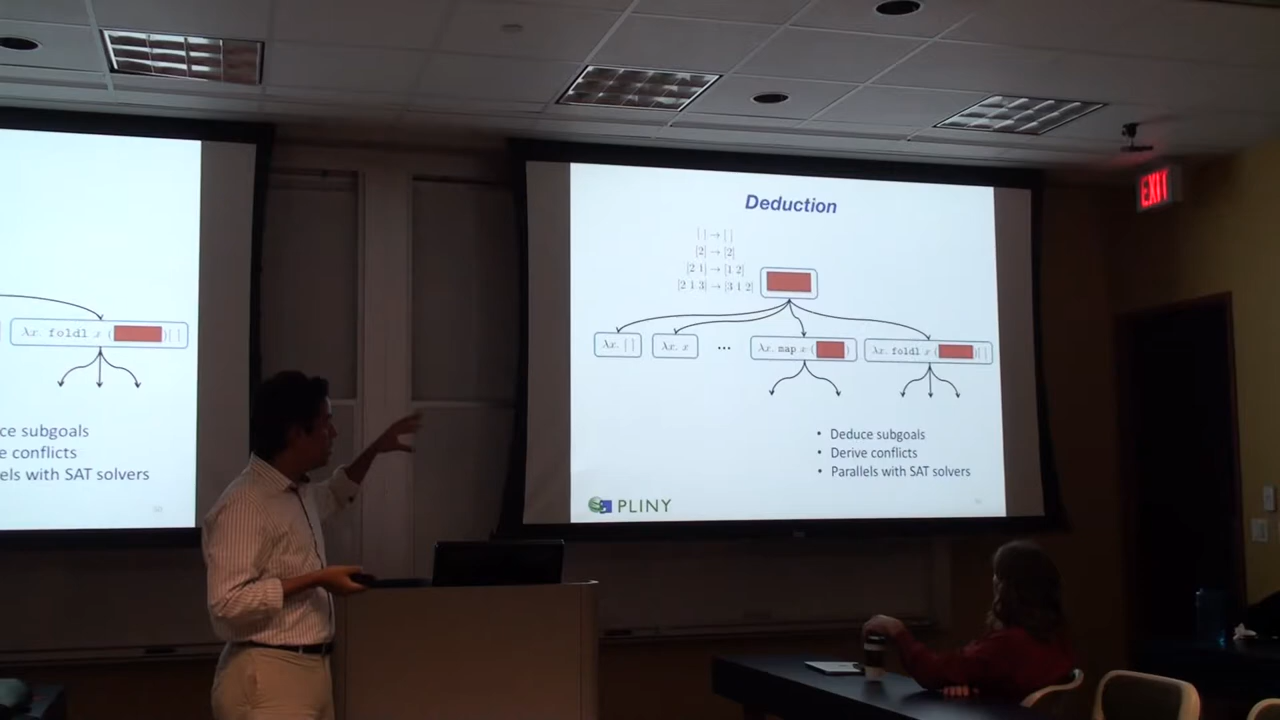 Deduction
[ ] → [ ]
[2] → [2]
[2 1] → [1 2]
[2 1 3] → [3 1 2]
λx. [ ]
λx. x
...
λx. map x ( )
λx. foldl x ( )[ ]
• Deduce subgoals
• Derive conflicts
• Parallels with SAT solvers
PLINY
λx. foldl x ( )[ ]
ce subgoals
e conflicts
els with SAT solvers
EXIT